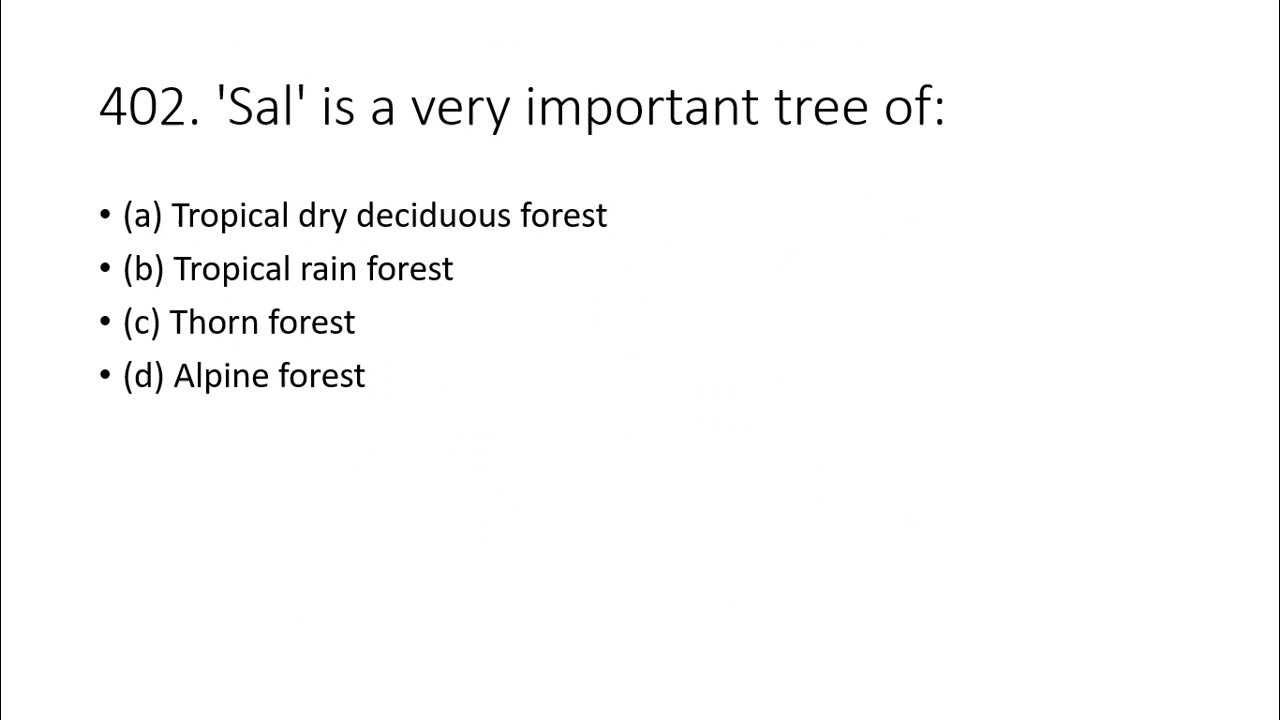 402. 'Sal' is a very important tree of:
• (a) Tropical dry deciduous forest
• (b) Tropical rain forest
• (c) Thorn forest
• (d) Alpine forest